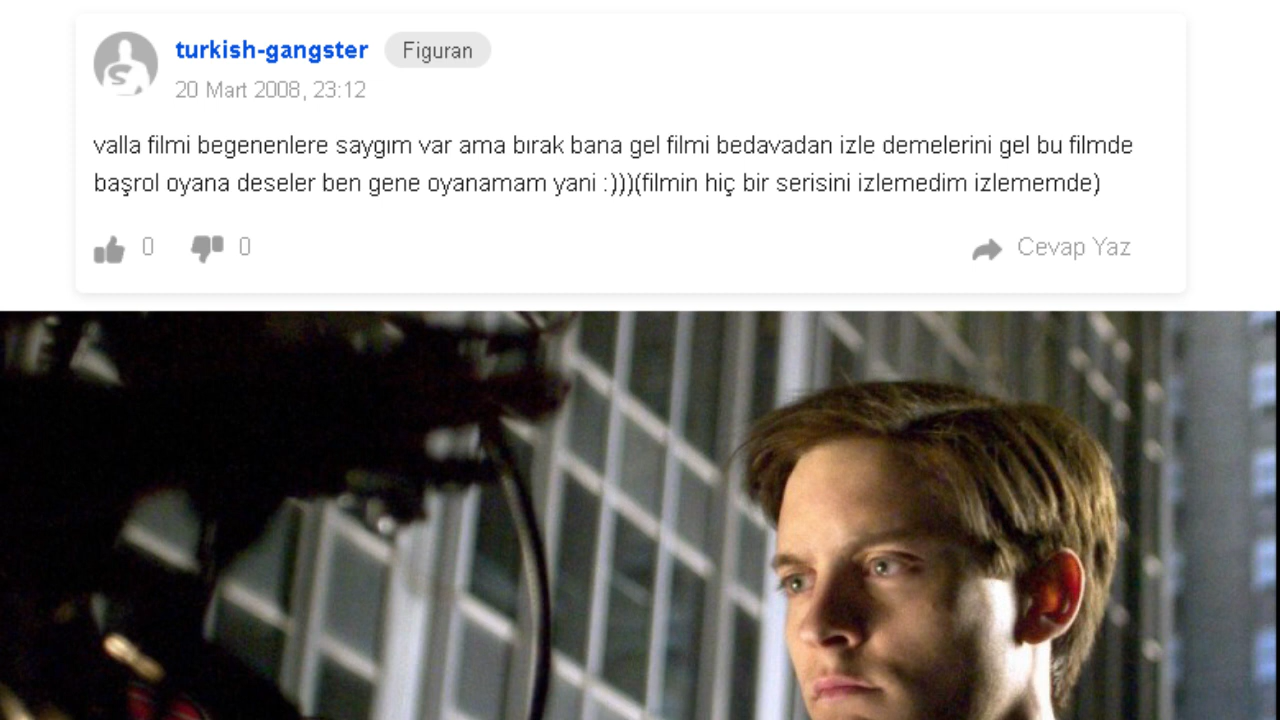 turkish-gangster Figuran
20 Mart 2008, 23:12
valla filmi begenenlere saygım var ama bırak bana gel filmi bedavadan izle demelerini gel bu filmde
başrol oyana deseler ben gene oyanamam yani :)))(filmin hiç bir serisini izlemedim izlememde)
0 0 Cevap Yaz